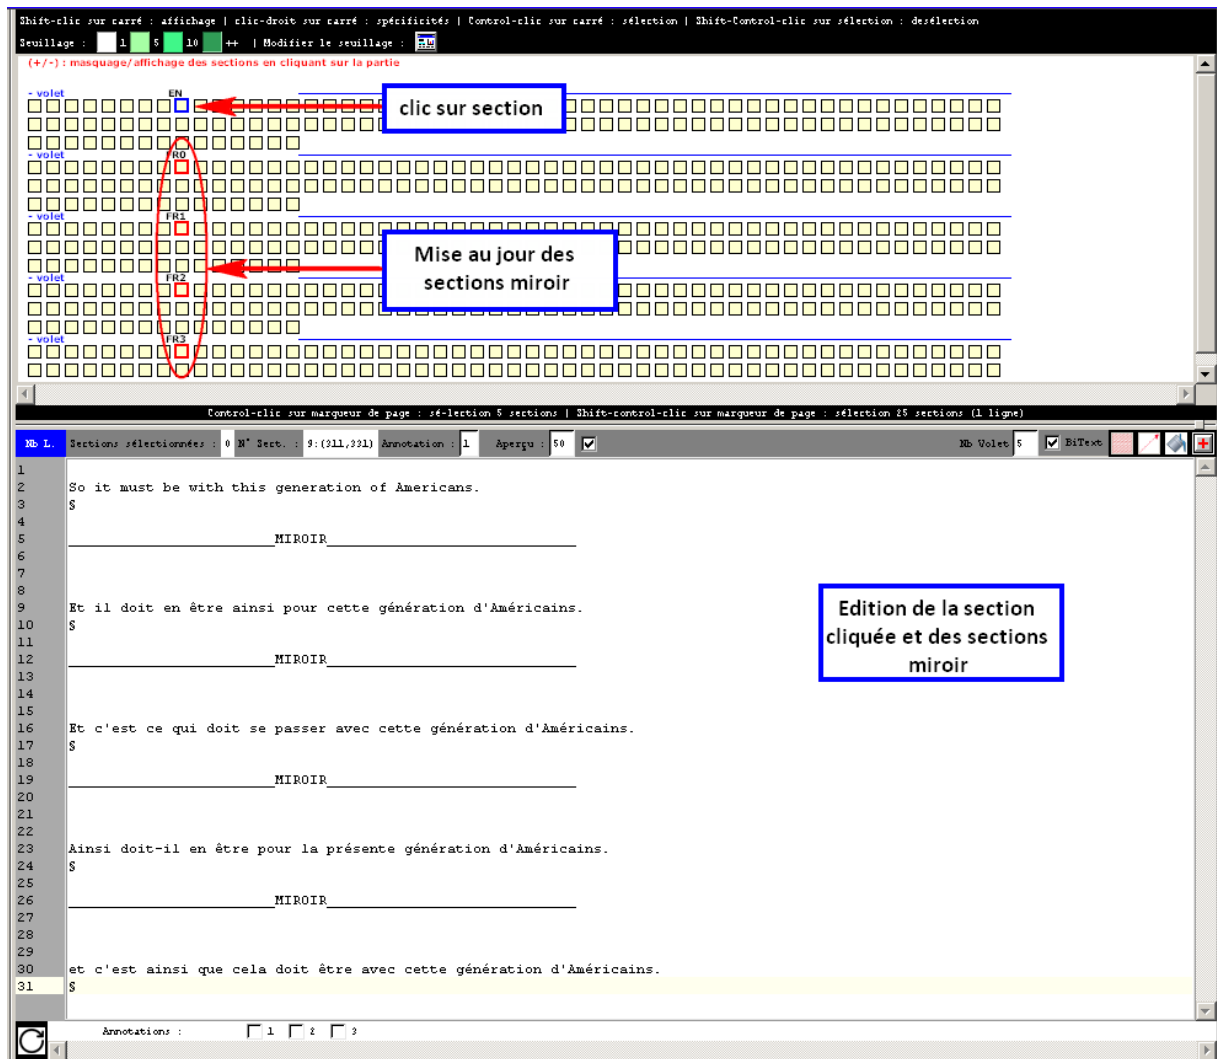 Shift-clic sur carré : affichage | clic-droit sur carré : spécificités | Control-clic sur carré : sélection | Shift-Control-clic sur sélection : desélection
Seuillage : 1 5 10 ++ | Modifier le seuillage :
(+/-) : masquage/affichage des sections en cliquant sur la partie
- volet EN
clic sur section
- volet FR0
- volet FR1
Mise au jour des
sections miroir
- volet FR2
- volet FR3
Control-clic sur marqueur de page : sé-lection 5 sections | Shift-control-clic sur marqueur de page : sélection 25 sections (1 ligne)
Nb L. Sections sélectionnées : 0 N° Sect. : 9:(311,331) Annotation : 1 Aperçu : 50 Nb Volet 5 BiText
1
2 So it must be with this generation of Americans.
3 §
4
5 MIROIR
6
7
8
9 Et il doit en être ainsi pour cette génération d'Américains.
10 §
11
12 MIROIR
13
14
15
16 Et c'est ce qui doit se passer avec cette génération d'Américains.
17 §
18
19 MIROIR
20
21
22
23 Ainsi doit-il en être pour la présente génération d'Américains.
24 §
25
26 MIROIR
27
28
29
30 et c'est ainsi que cela doit être avec cette génération d'Américains.
31 §
Edition de la section
cliquée et des sections
miroir
Annotations : 1 2 3